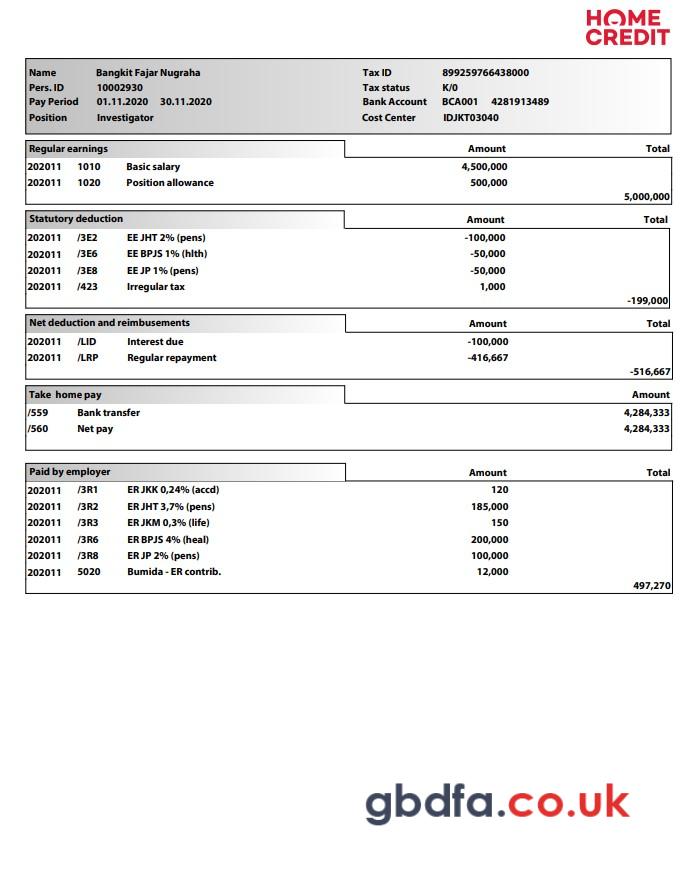 HOME
CREDIT
Name Bangkit Fajar Nugraha Tax ID 899259766438000
Pers. ID 10002930 Tax status K/0
Pay Period 01.11.2020 30.11.2020 Bank Account BCA001 4281913489
Position Investigator Cost Center IDJKT03040
Regular earnings Amount Total
202011 1010 Basic salary 4,500,000
202011 1020 Position allowance 500,000
5,000,000
Statutory deduction Amount Total
202011 /3E2 EE JHT 2% (pens) -100,000
202011 /3E6 EE BPJS 1% (hlth) -50,000
202011 /3E8 EE JP 1% (pens) -50,000
202011 /423 Irregular tax 1,000
-199,000
Net deduction and reimbusements Amount Total
202011 /LID Interest due -100,000
202011 /LRP Regular repayment -416,667
-516,667
Take home pay Amount
/559 Bank transfer 4,284,333
/560 Net pay 4,284,333
Paid by employer Amount Total
202011 /3R1 ER JKK 0,24% (accd) 120
202011 /3R2 ER JHT 3,7% (pens) 185,000
202011 /3R3 ER JKM 0,3% (life) 150
202011 /3R6 ER BPJS 4% (heal) 200,000
202011 /3R8 ER JP 2% (pens) 100,000
202011 5020 Bumida - ER contrib. 12,000
497,270
gbdfa.co.uk